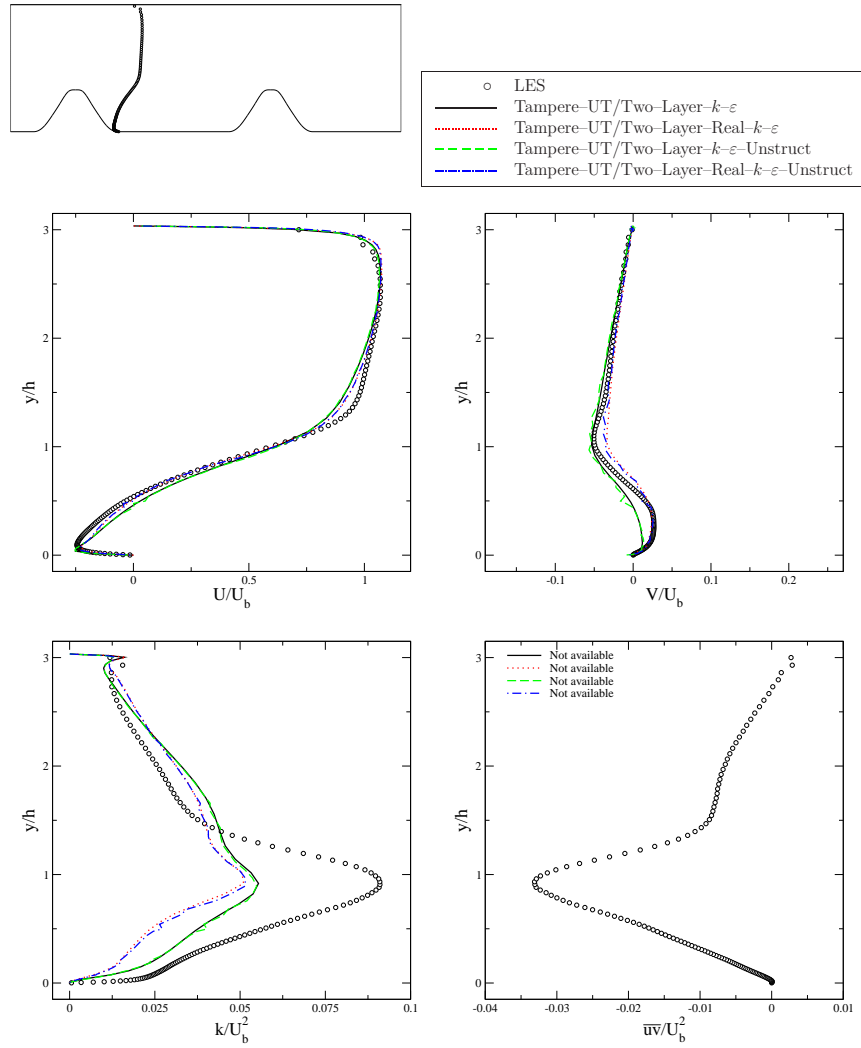 LES
Tampere–UT/Two–Layer–k–ε
Tampere–UT/Two–Layer–Real–k–ε
Tampere–UT/Two–Layer–k–ε–Unstruct
Tampere–UT/Two–Layer–Real–k–ε–Unstruct
3
2
1
0
y/h
0 0.5 1
U/U_b
3
2
1
0
y/h
-0.1 0 0.1 0.2
V/U_b
3
2
1
0
y/h
0 0.025 0.05 0.075 0.1
k/U_b^2
Not available
Not available
Not available
Not available
3
2
1
0
y/h
-0.04 -0.03 -0.02 -0.01 0 0.01
u̅v̅/U_b^2